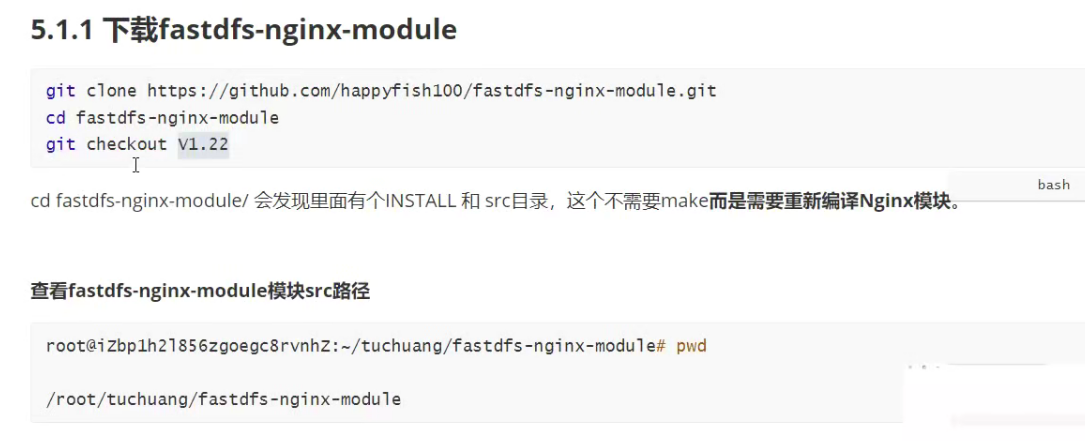 5.1.1 下载fastdfs-nginx-module
git clone https://github.com/happyfish100/fastdfs-nginx-module.git
cd fastdfs-nginx-module
git checkout V1.22
bash
cd fastdfs-nginx-module/ 会发现里面有个INSTALL 和 src目录，这个不需要make而是需要重新编译Nginx模块。
查看fastdfs-nginx-module模块src路径
root@iZbp1h2l856zgoegc8rvnhZ:~/tuchuang/fastdfs-nginx-module# pwd
/root/tuchuang/fastdfs-nginx-module